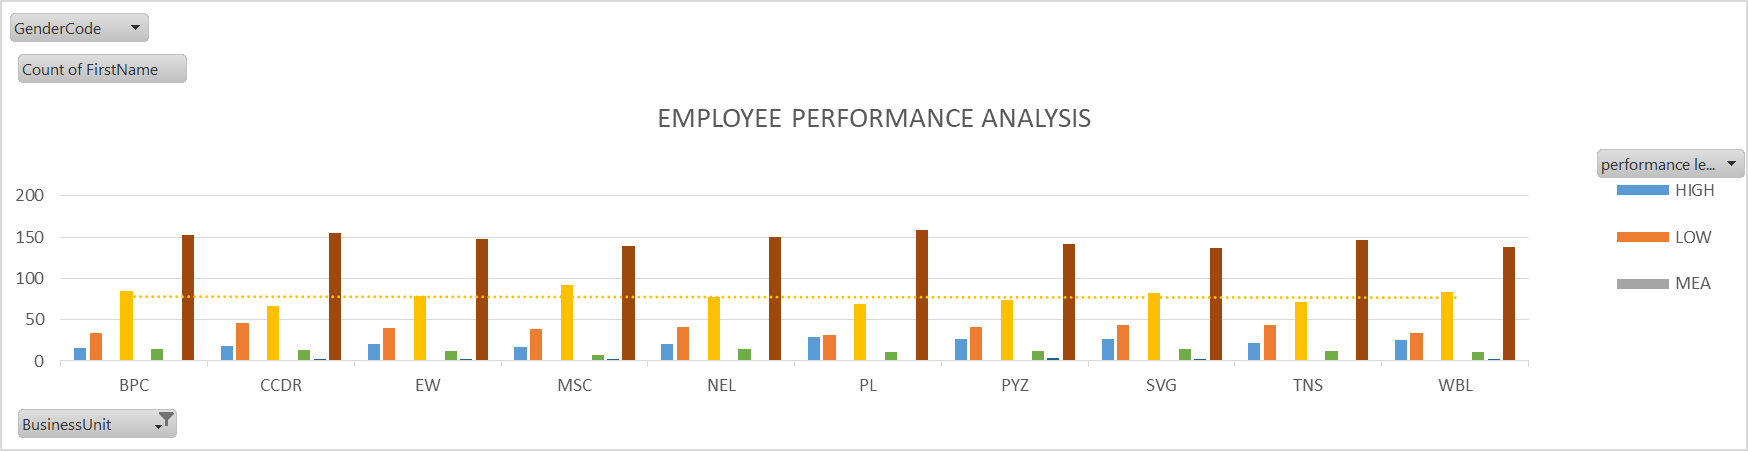 GenderCode
Count of FirstName
EMPLOYEE PERFORMANCE ANALYSIS
performance le...
HIGH
LOW
MEA
200
150
100
50
0
BPC CCDR EW MSC NEL PL PYZ SVG TNS WBL
BusinessUnit